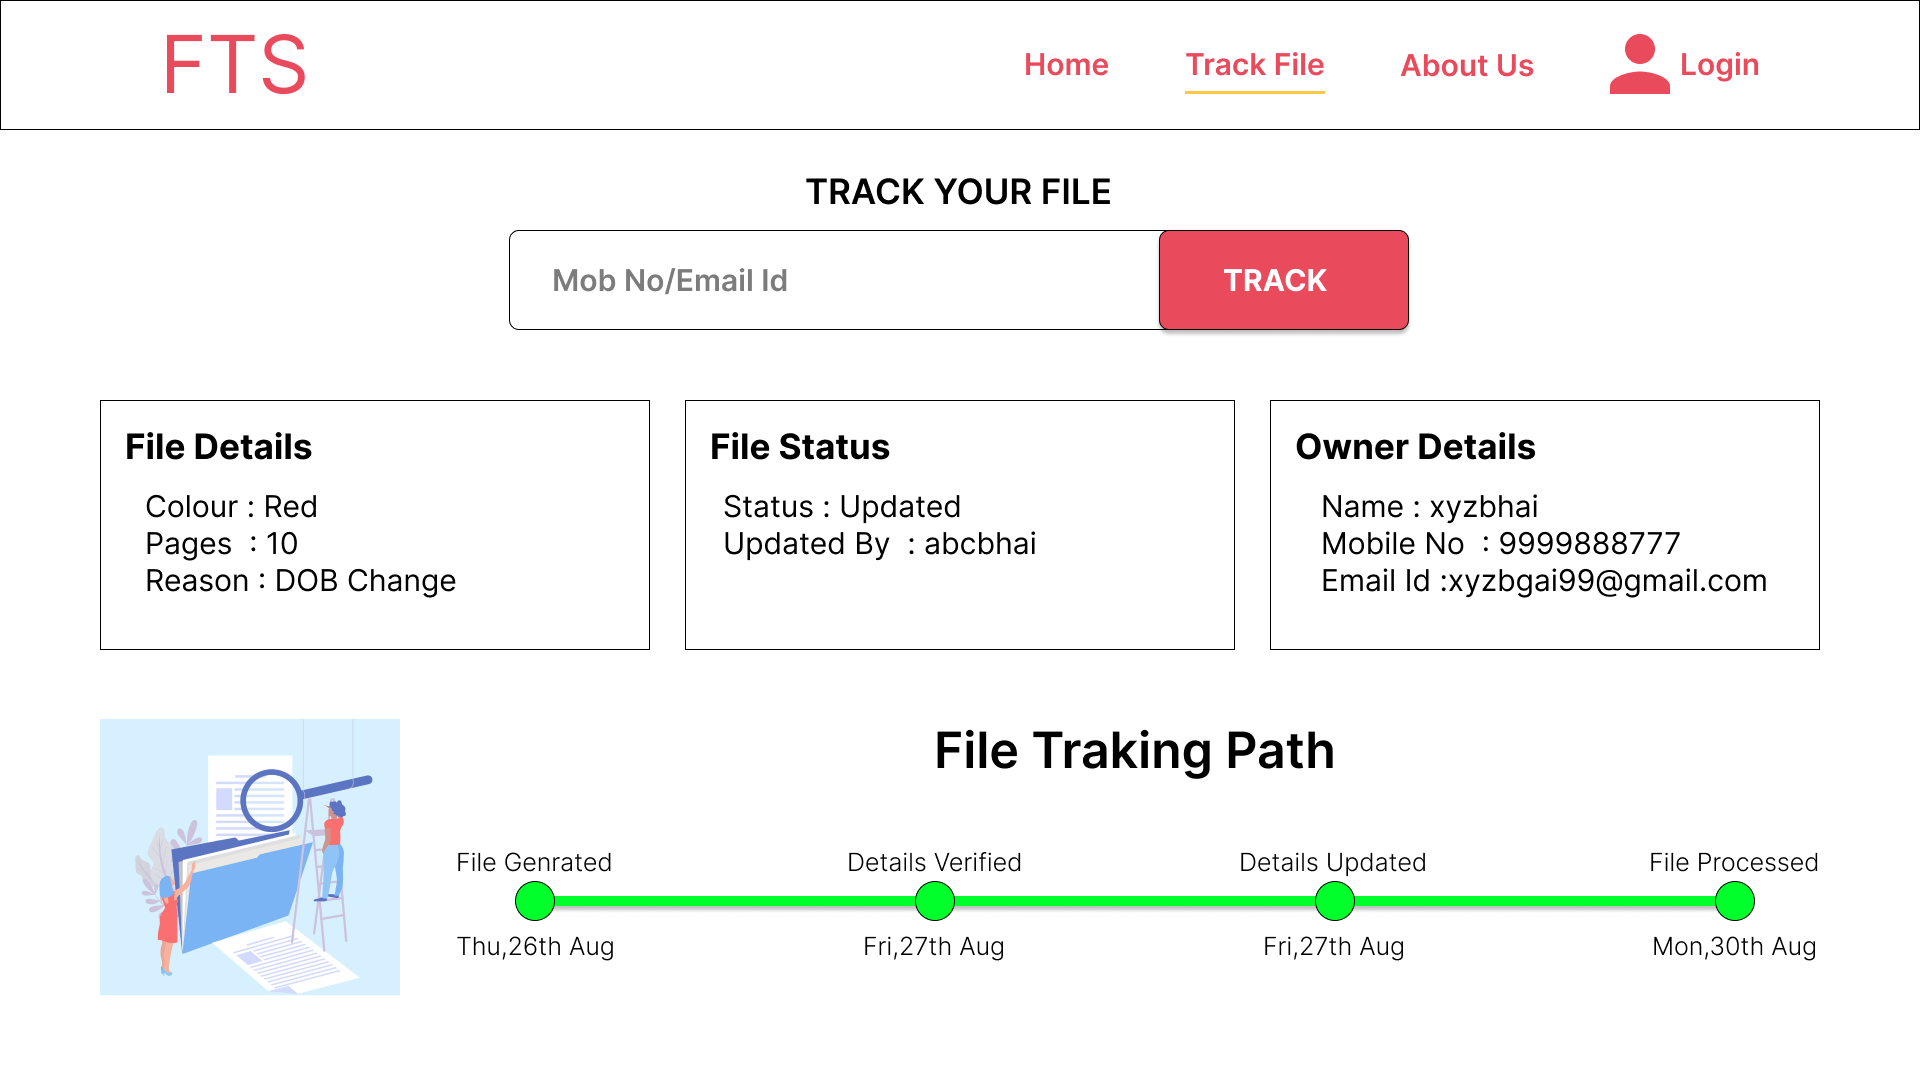 FTS
Home
Track File
About Us
Login
TRACK YOUR FILE
Mob No/Email Id
TRACK
File Details
Colour : Red
Pages  : 10
Reason : DOB Change
File Status
Status : Updated
Updated By  : abcbhai
Owner Details
Name : xyzbhai
Mobile No  : 9999888777
Email Id :xyzbgai99@gmail.com
File Traking Path
File Genrated
Details Verified
Details Updated
File Processed
Thu,26th Aug
Fri,27th Aug
Fri,27th Aug
Mon,30th Aug